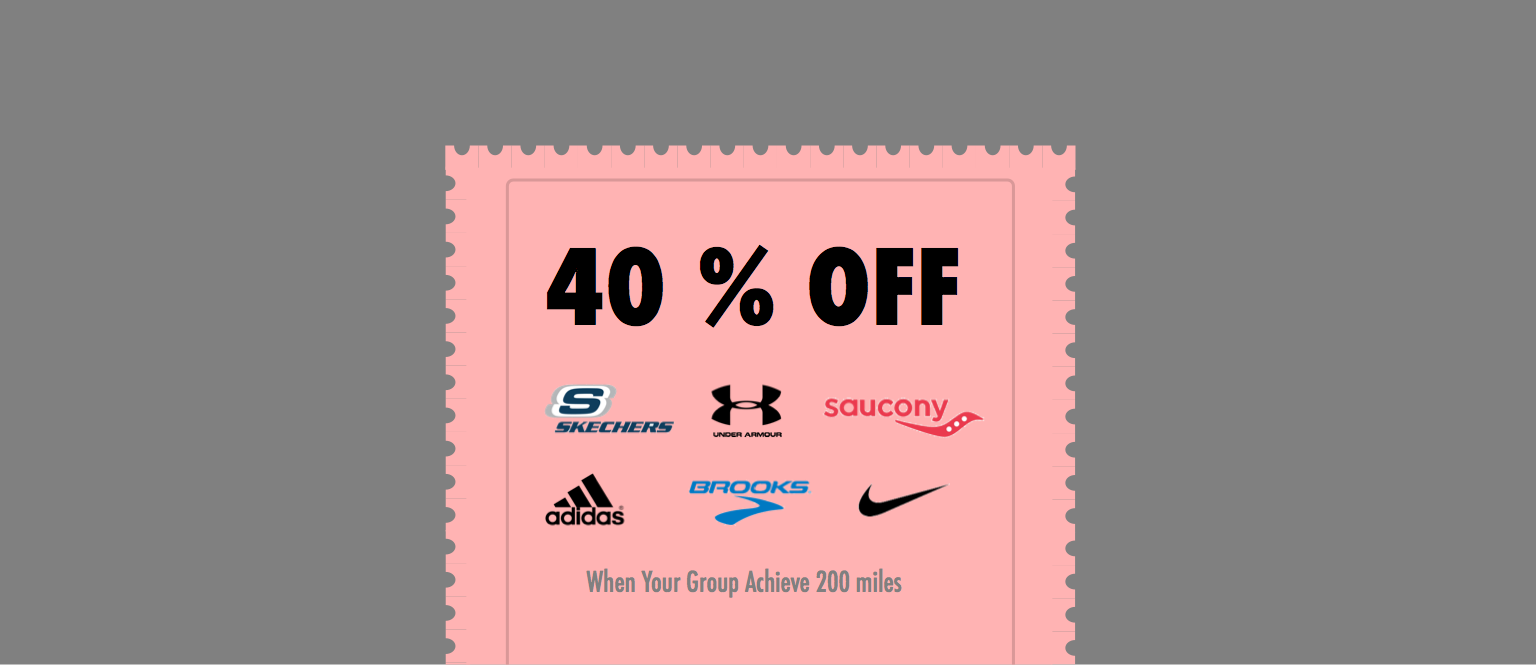 40 % OFF
S
SKECHERS
UNDER ARMOUR
saucony
adidas
BROOKS
When Your Group Achieve 200 miles